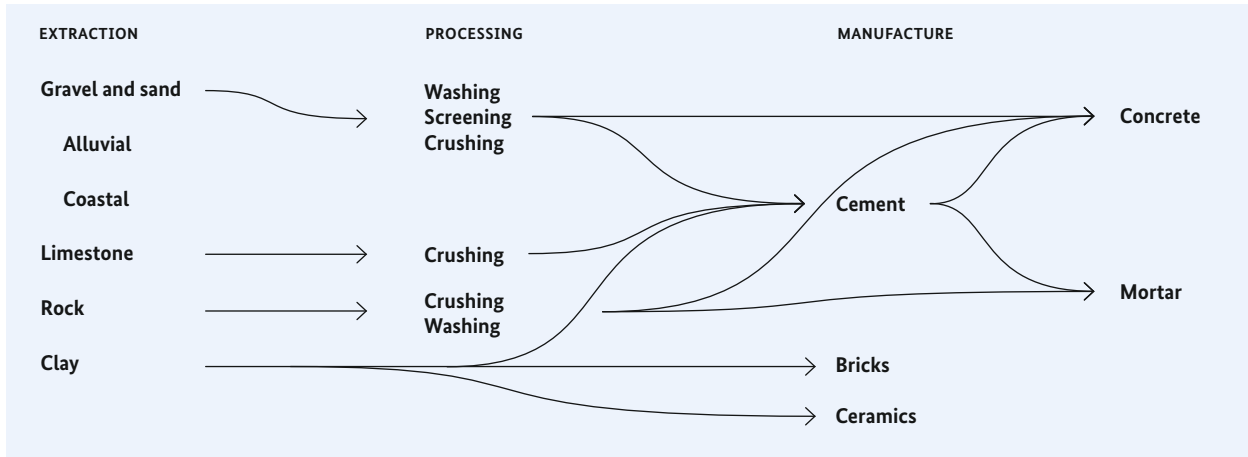 EXTRACTION
PROCESSING
MANUFACTURE
Gravel and sand
Alluvial
Coastal
Limestone
Rock
Clay
Washing
Screening
Crushing
Crushing
Crushing
Washing
Cement
Bricks
Ceramics
Concrete
Mortar